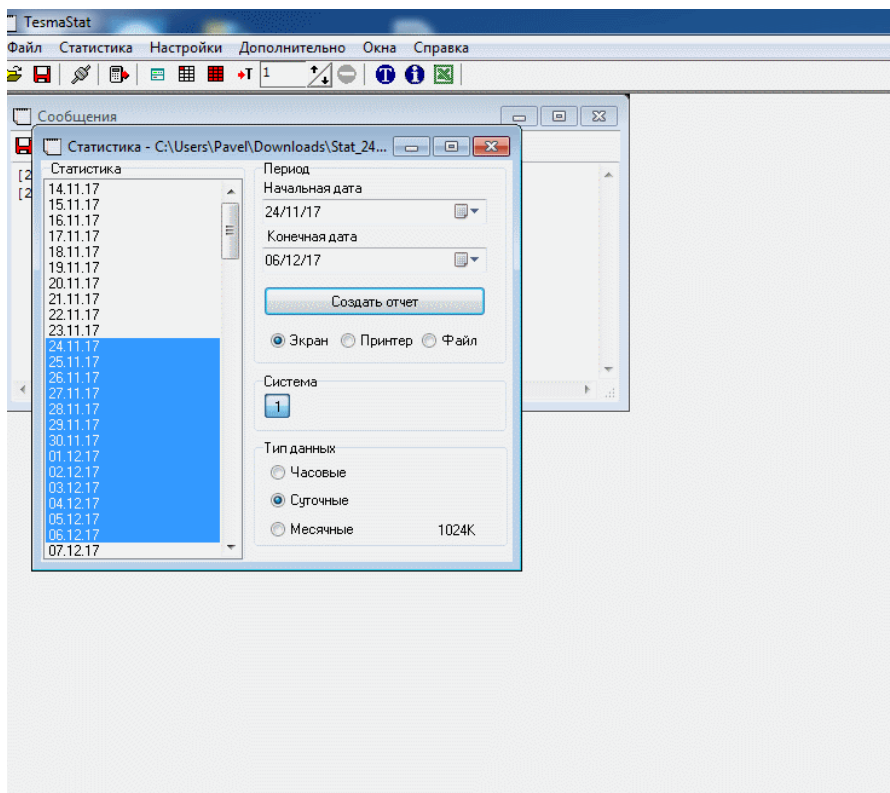 TesmaStat
Файл Статистика Настройки Дополнительно Окна Справка
1
Сообщения
Статистика - C:\Users\Pavel\Downloads\Stat_24...
[2
[2
Статистика
14.11.17
15.11.17
16.11.17
17.11.17
18.11.17
19.11.17
20.11.17
21.11.17
22.11.17
23.11.17
24.11.17
25.11.17
26.11.17
27.11.17
28.11.17
29.11.17
30.11.17
01.12.17
02.12.17
03.12.17
04.12.17
05.12.17
06.12.17
07.12.17
Период
Начальная дата
24/11/17
Конечная дата
06/12/17
Создать отчет
Экран Принтер Файл
Система
1
Тип данных
Часовые
Суточные
Месячные 1024K